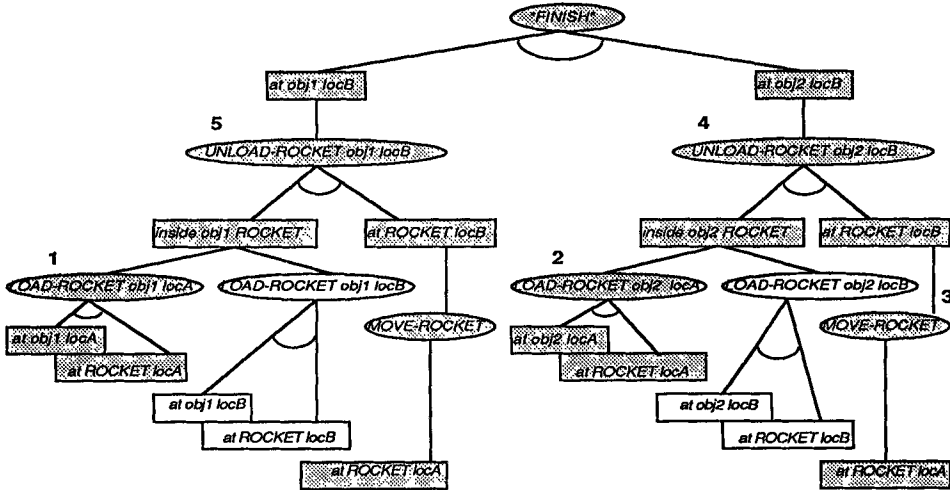 *FINISH*
at obj1 locB
at obj2 locB
5
4
UNLOAD-ROCKET obj1 locB
UNLOAD-ROCKET obj2 locB
inside obj1 ROCKET
at ROCKET locB
inside obj2 ROCKET
at ROCKET locB
1
2
LOAD-ROCKET obj1 locA
LOAD-ROCKET obj1 locB
LOAD-ROCKET obj2 locA
LOAD-ROCKET obj2 locB
3
MOVE-ROCKET
MOVE-ROCKET
at obj1 locA
at obj2 locA
at ROCKET locA
at ROCKET locA
at obj1 locB
at obj2 locB
at ROCKET locB
at ROCKET locB
at ROCKET locA
at ROCKET locA